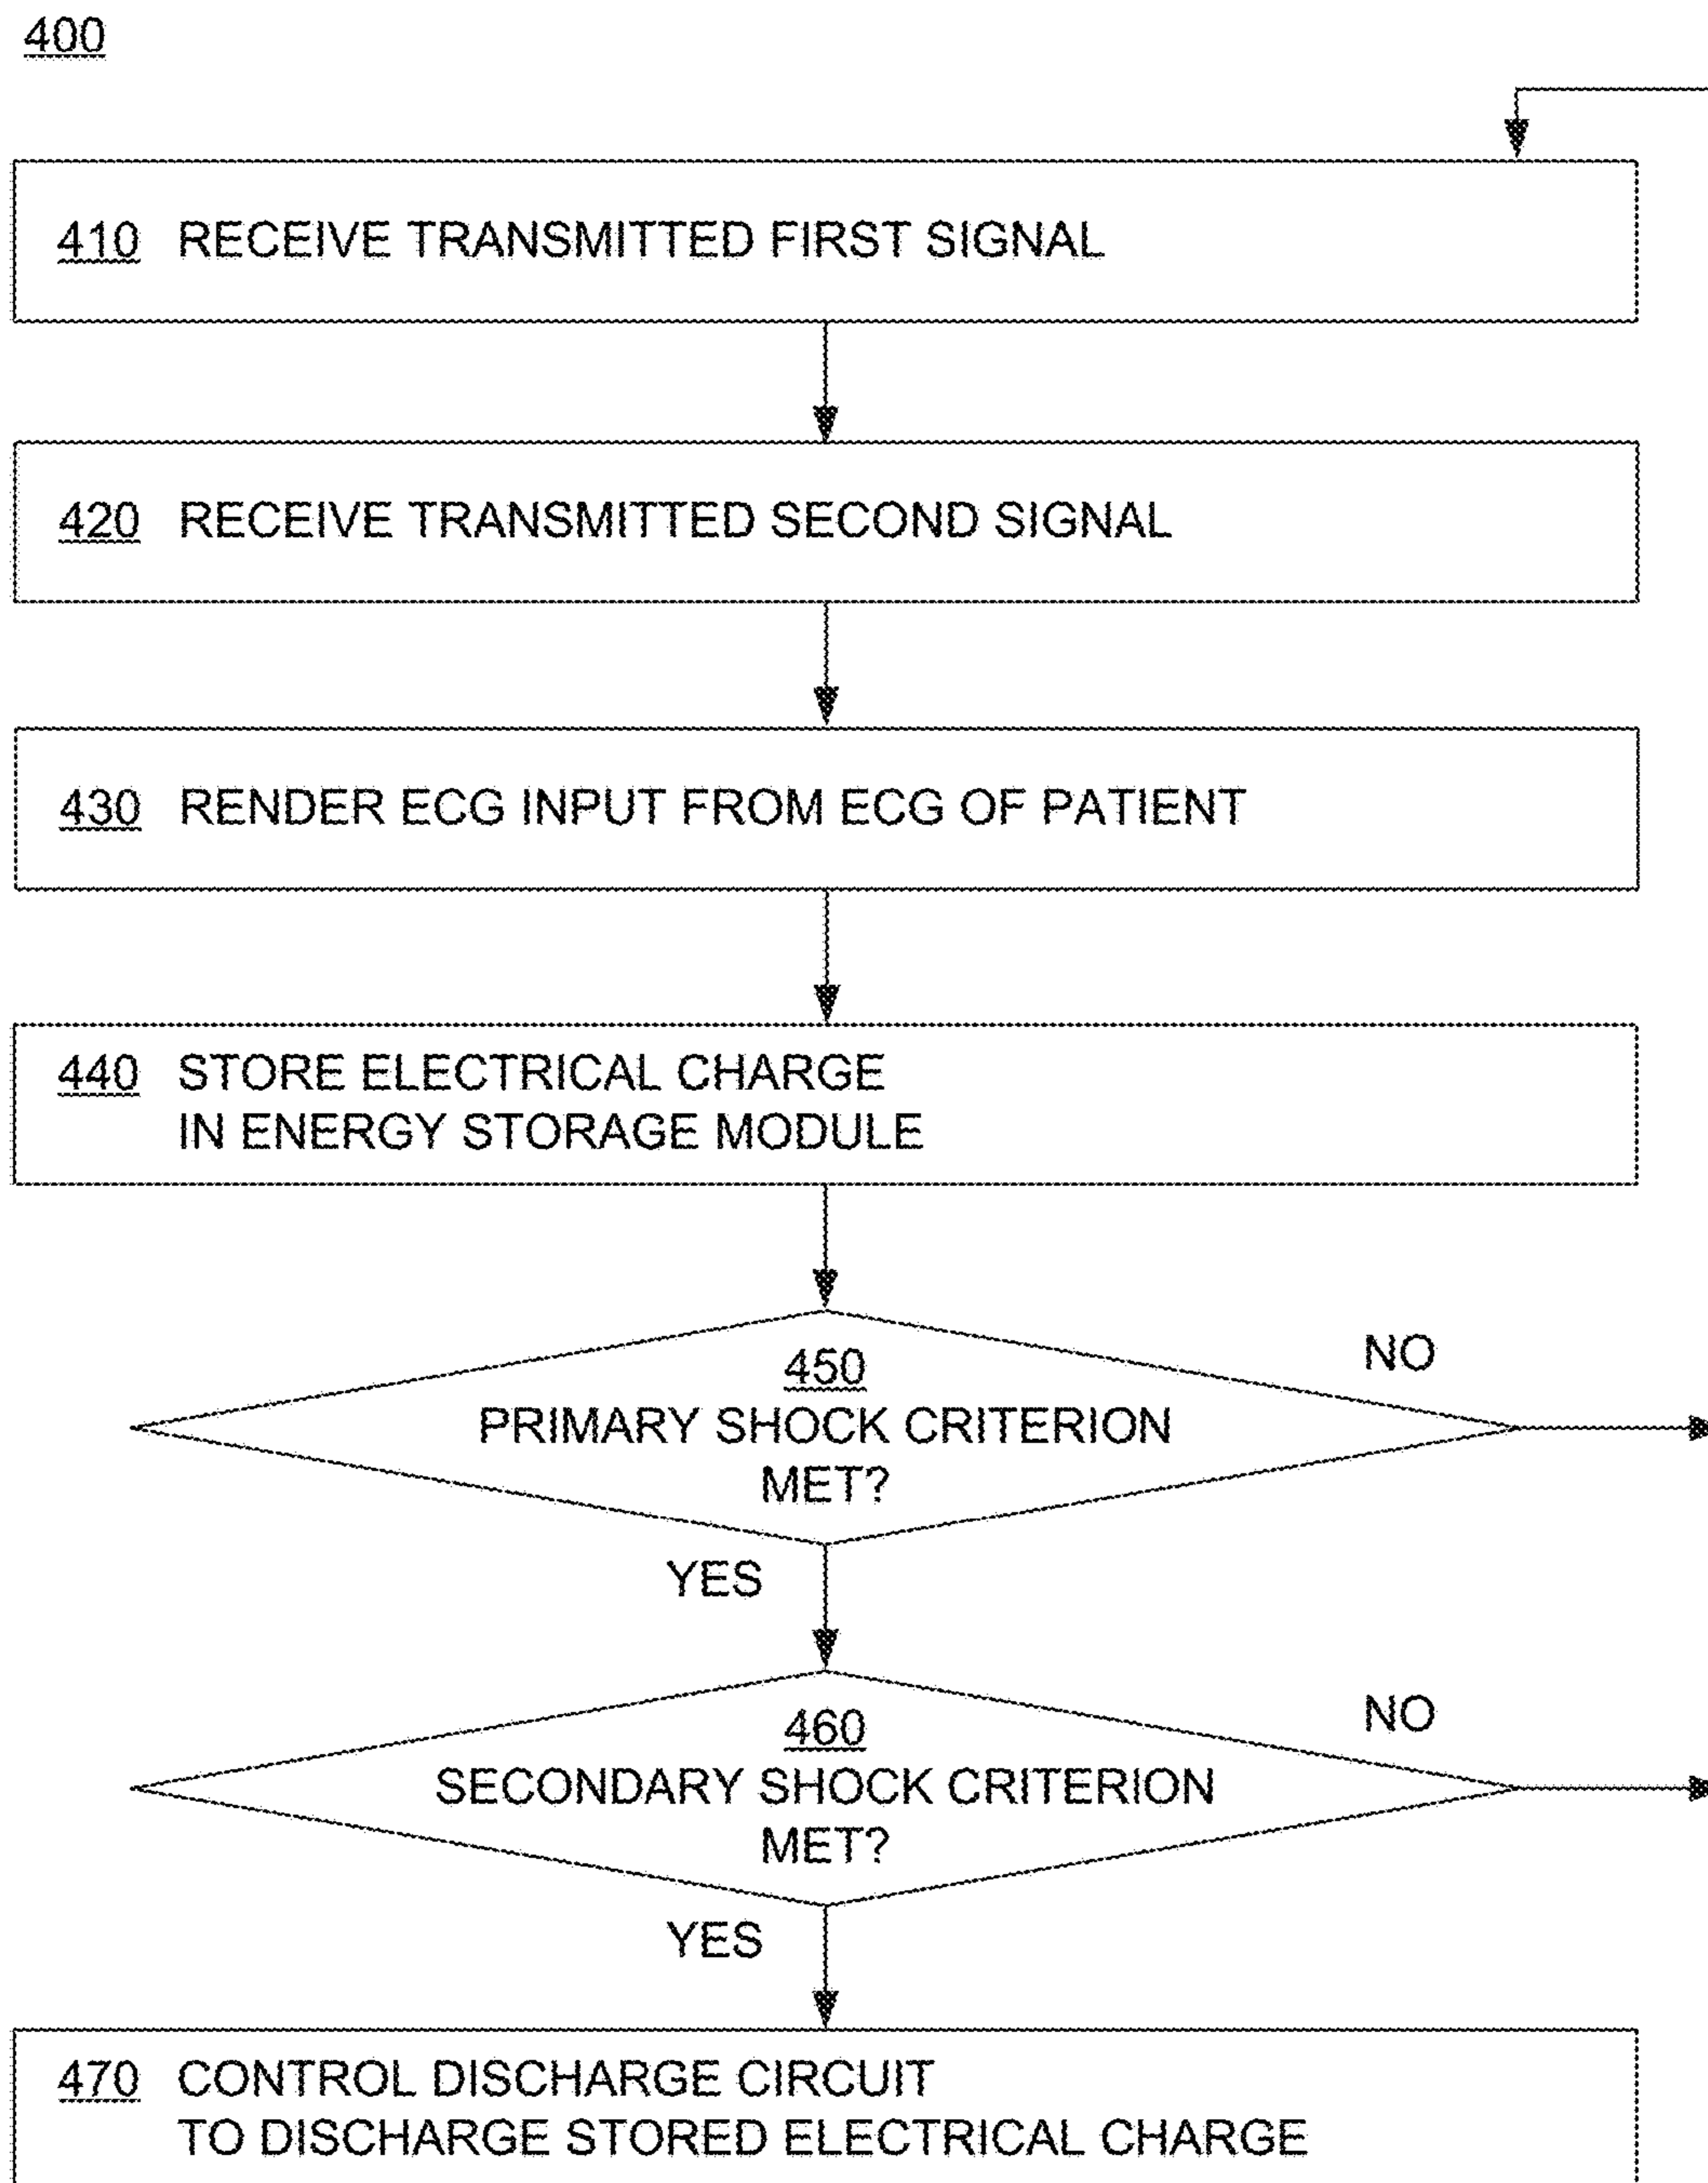 400
410 RECEIVE TRANSMITTED FIRST SIGNAL
420 RECEIVE TRANSMITTED SECOND SIGNAL
430 RENDER ECG INPUT FROM ECG OF PATIENT
440 STORE ELECTRICAL CHARGE
IN ENERGY STORAGE MODULE
450
NO
PRIMARY SHOCK CRITERION
MET?
YES
460
NO
SECONDARY SHOCK CRITERION
MET?
YES
470 CONTROL DISCHARGE CIRCUIT
TO DISCHARGE STORED ELECTRICAL CHARGE